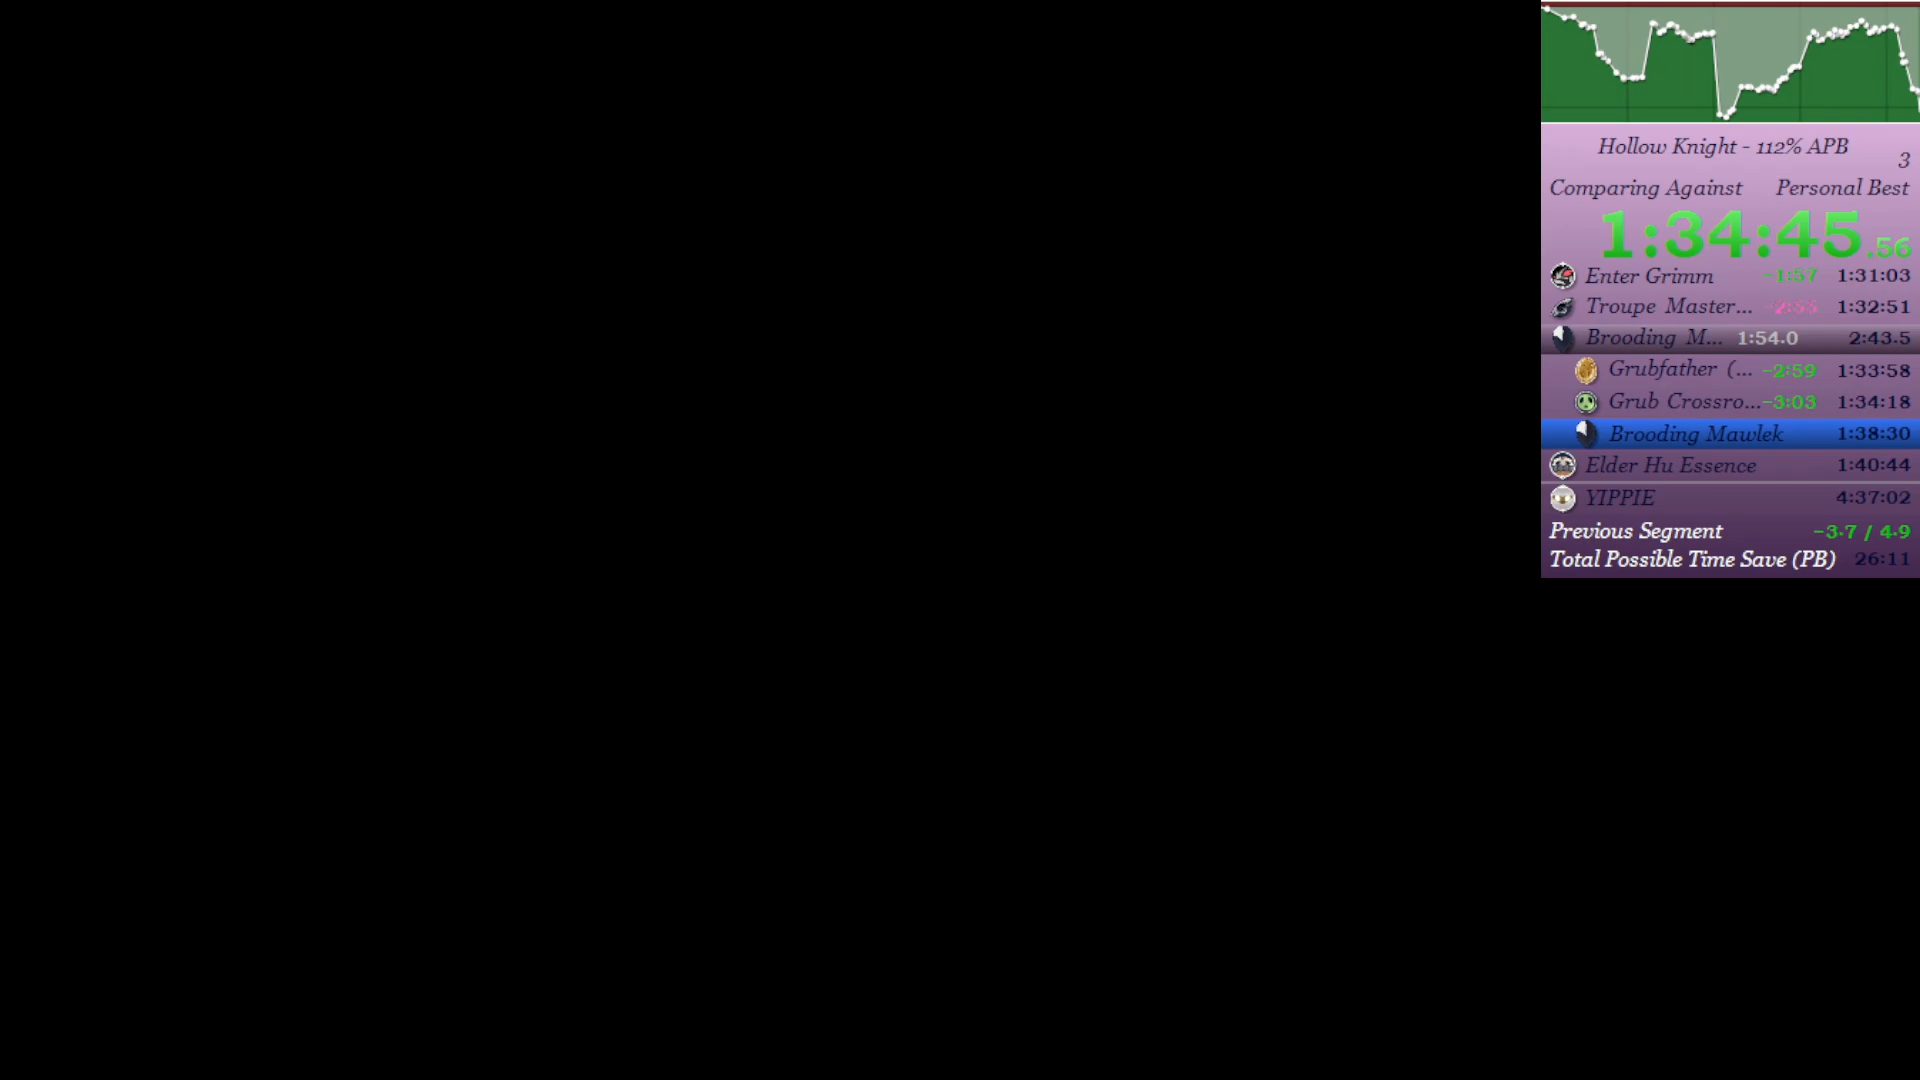 Hollow Knight - 112% APB
3
Comparing Against Personal Best
1:34:45.56
Enter Grimm -1:57 1:31:03
Troupe Master... -2:55 1:32:51
Brooding M... 1:54.0 2:43.5
Grubfather (... -2:59 1:33:58
Grub Crossro... -3:03 1:34:18
Brooding Mawlek 1:38:30
Elder Hu Essence 1:40:44
YIPPIE 4:37:02
Previous Segment -3.7 / 4.9
Total Possible Time Save (PB) 26:11